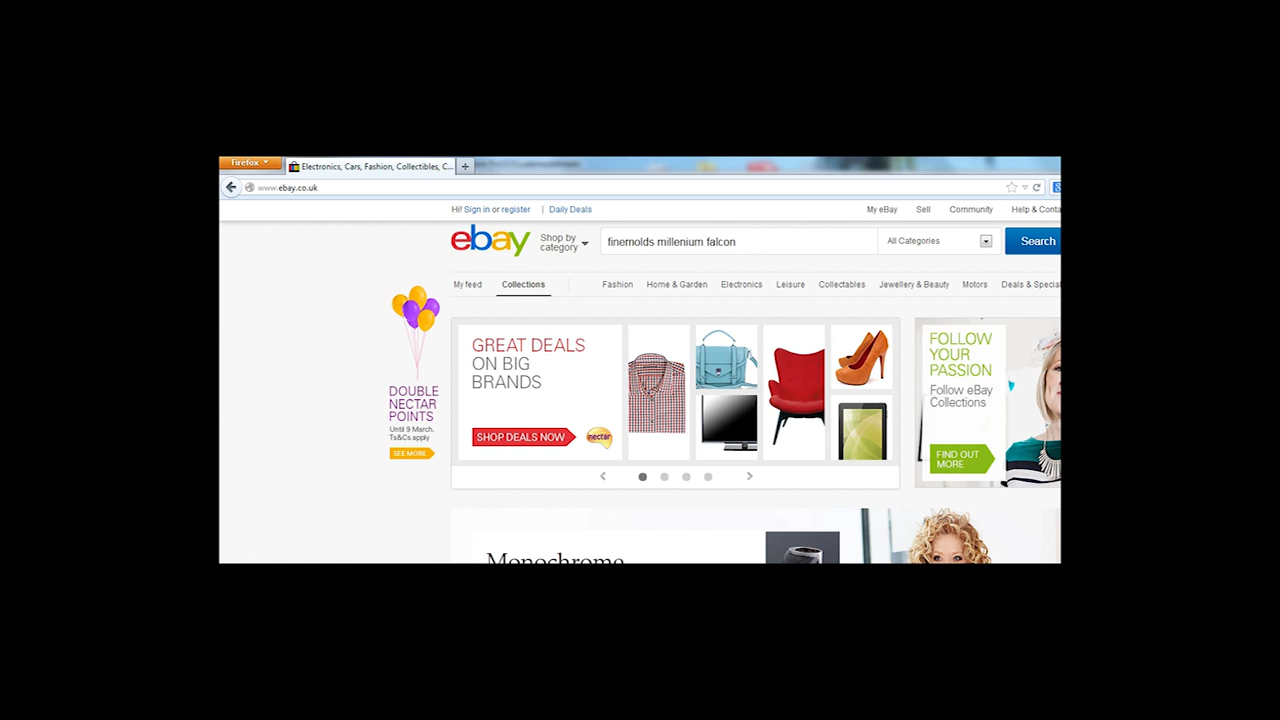 Firefox
Electronics, Cars, Fashion, Collectibles, C...
www.ebay.co.uk
Hi! Sign in or register | Daily Deals
My eBay Sell Community Help & Conta
ebay
Shop by
category
finemolds millenium falcon
All Categories
Search
My feed Collections
Fashion Home & Garden Electronics Leisure Collectables Jewellery & Beauty Motors Deals & Special
DOUBLE
NECTAR
POINTS
Until 9 March.
Ts&Cs apply
SEE MORE
GREAT DEALS
ON BIG
BRANDS
SHOP DEALS NOW
nectar
FOLLOW
YOUR
PASSION
Follow eBay
Collections
FIND OUT
MORE
Monochrome